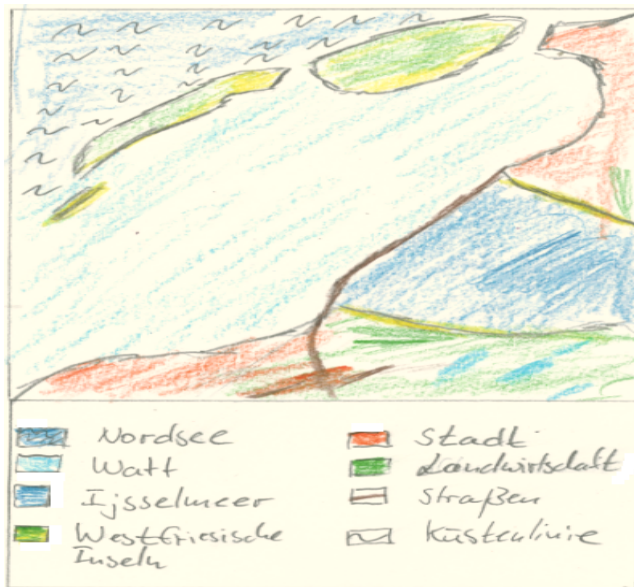 Nordsee
Watt
Ijsselmeer
Westfriesische
Inseln
Stadt
Landwirtschaft
Straßen
Küstenlinie